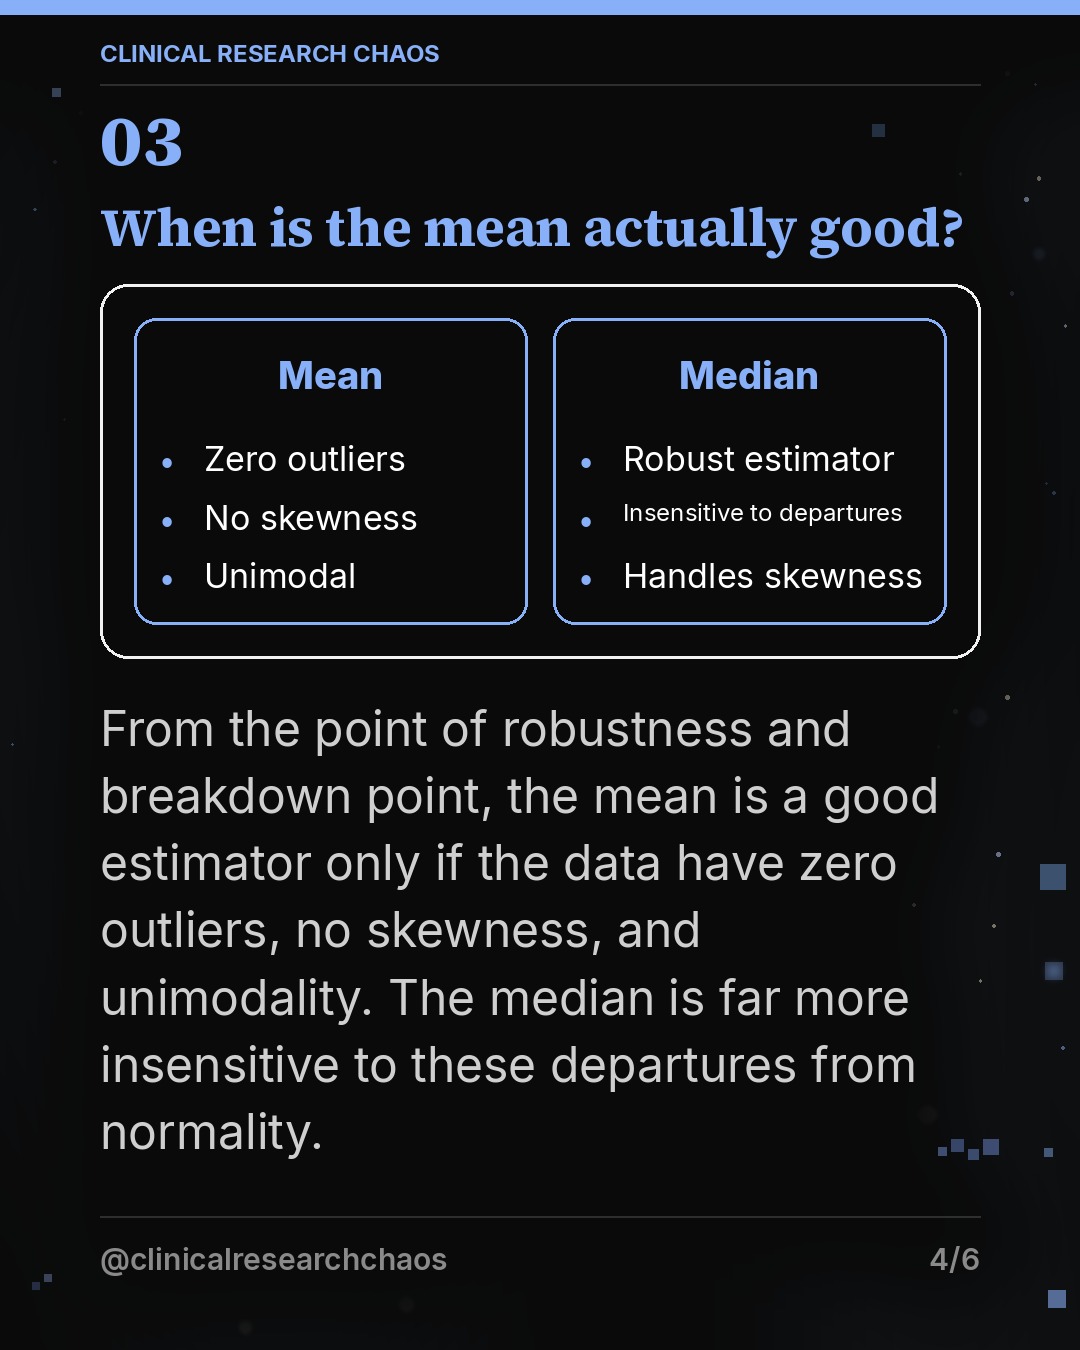 CLINICAL RESEARCH CHAOS
03
When is the mean actually good?
Mean
• Zero outliers
• No skewness
• Unimodal
Median
• Robust estimator
• Insensitive to departures
• Handles skewness
From the point of robustness and
breakdown point, the mean is a good
estimator only if the data have zero
outliers, no skewness, and
unimodality. The median is far more
insensitive to these departures from
normality.
@clinicalresearchchaos
4/6